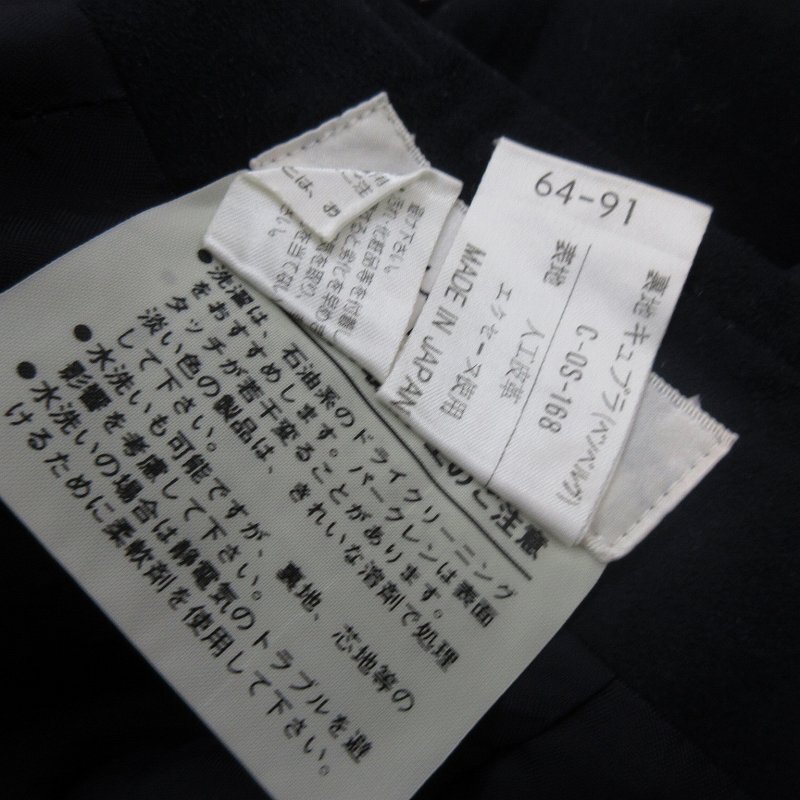 64-91
裏地 キュプラ(ベンベルグ)
C-OS-168
表地 人工皮革
エクセーヌ使用
MADE IN JAPAN
とは、お
のご注意
●洗濯は、石油系のドライクリーニング
をおすすめします。パークレンは表面
タッチが若干変ることがあります。
淡い色の製品は、きれいな溶剤で処理
して下さい。
●水洗いも可能ですが、裏地、芯地等の
影響を考慮して下さい。
●水洗いの場合は静電気のトラブルを避
けるために柔軟剤を使用して下さい。